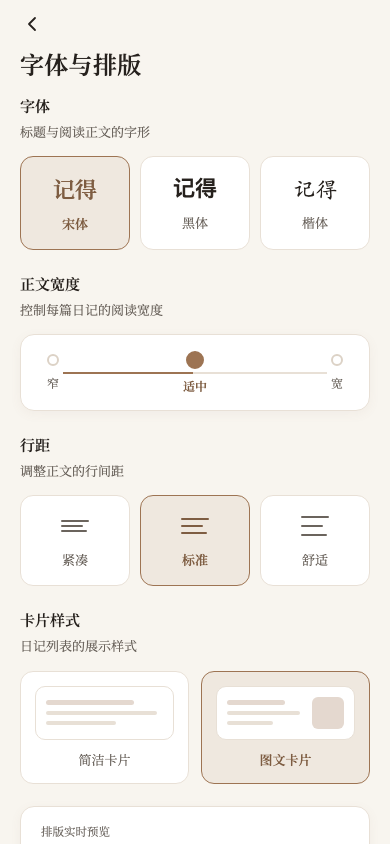 字体与排版
字体
标题与阅读正文的字形
记得
宋体
记得
黑体
记得
楷体
正文宽度
控制每篇日记的阅读宽度
窄
适中
宽
行距
调整正文的行间距
紧凑
标准
舒适
卡片样式
日记列表的展示样式
简洁卡片
图文卡片
排版实时预览